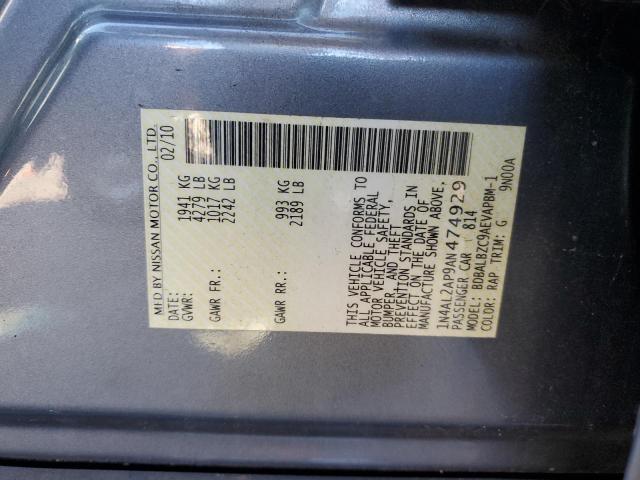 MFD BY NISSAN MOTOR CO., LTD.
DATE: 02/10
GVWR: 1941 KG
4279 LB
GAWR FR.: 1017 KG
2242 LB
GAWR RR.: 993 KG
2189 LB
THIS VEHICLE CONFORMS TO
ALL APPLICABLE FEDERAL
MOTOR VEHICLE SAFETY,
BUMPER, AND THEFT
PREVENTION STANDARDS IN
EFFECT ON THE DATE OF
MANUFACTURE SHOWN ABOVE.
1N4AL2AP9AN474929
PASSENGER CAR 814
MODEL: BDBALBZC9AEVAPBM-1
COLOR: RAP TRIM: G 9N00A